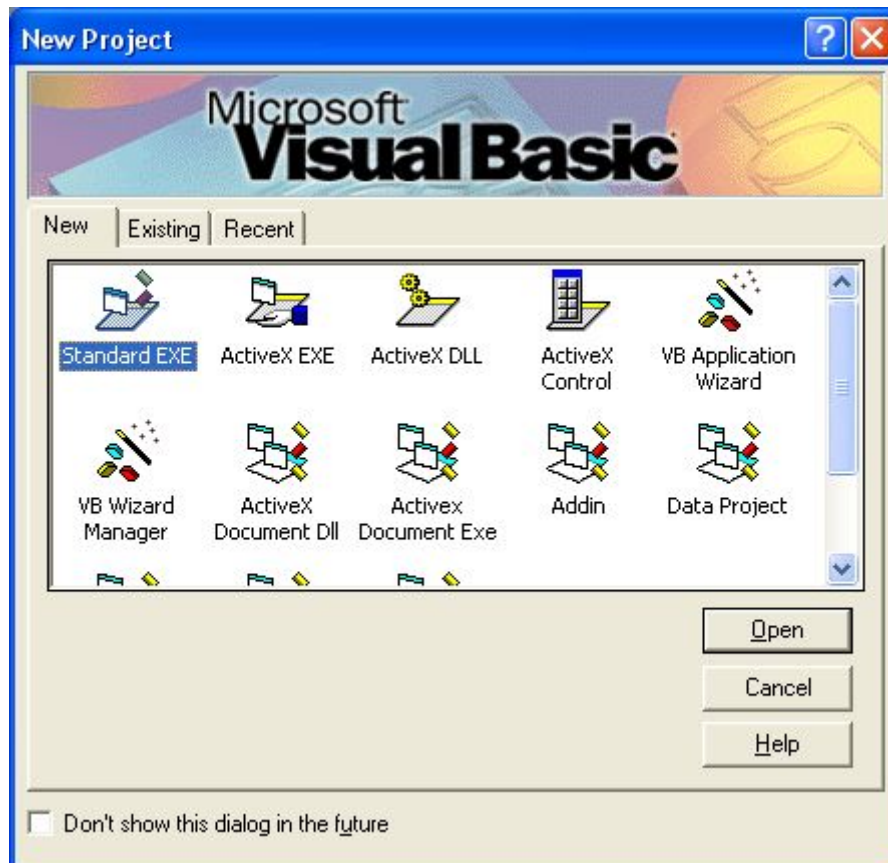 New Project
Microsoft
Visual Basic
New Existing Recent
Standard EXE ActiveX EXE ActiveX DLL ActiveX Control VB Application Wizard
VB Wizard Manager ActiveX Document Dll Activex Document Exe Addin Data Project
Open
Cancel
Help
Don't show this dialog in the future